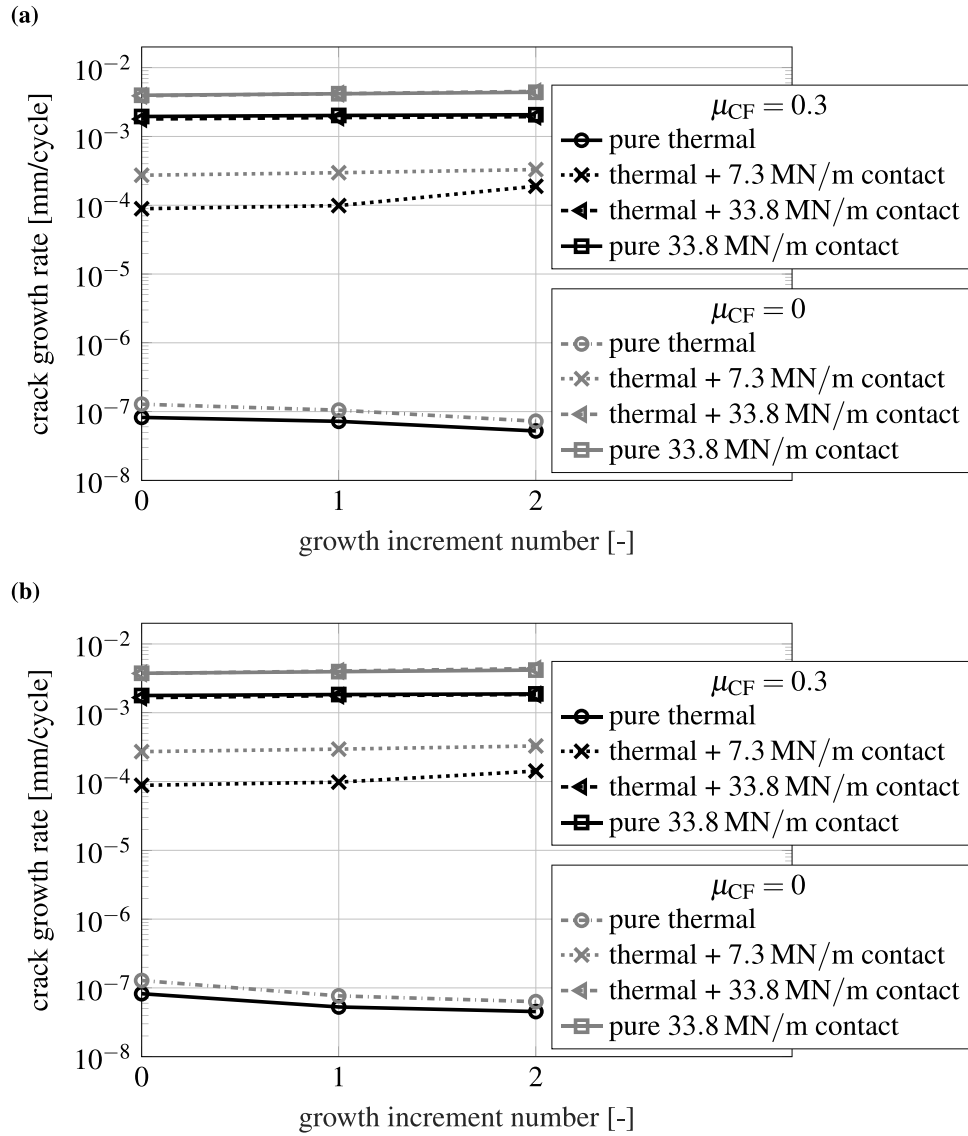 (a)
10−2
10−3
10−4
10−5
10−6
10−7
10−8
crack growth rate [mm/cycle]
μCF = 0.3
pure thermal
thermal + 7.3 MN/m contact
thermal + 33.8 MN/m contact
pure 33.8 MN/m contact
μCF = 0
pure thermal
thermal + 7.3 MN/m contact
thermal + 33.8 MN/m contact
pure 33.8 MN/m contact
0 1 2
growth increment number [-]
(b)
10−2
10−3
10−4
10−5
10−6
10−7
10−8
crack growth rate [mm/cycle]
μCF = 0.3
pure thermal
thermal + 7.3 MN/m contact
thermal + 33.8 MN/m contact
pure 33.8 MN/m contact
μCF = 0
pure thermal
thermal + 7.3 MN/m contact
thermal + 33.8 MN/m contact
pure 33.8 MN/m contact
0 1 2
growth increment number [-]